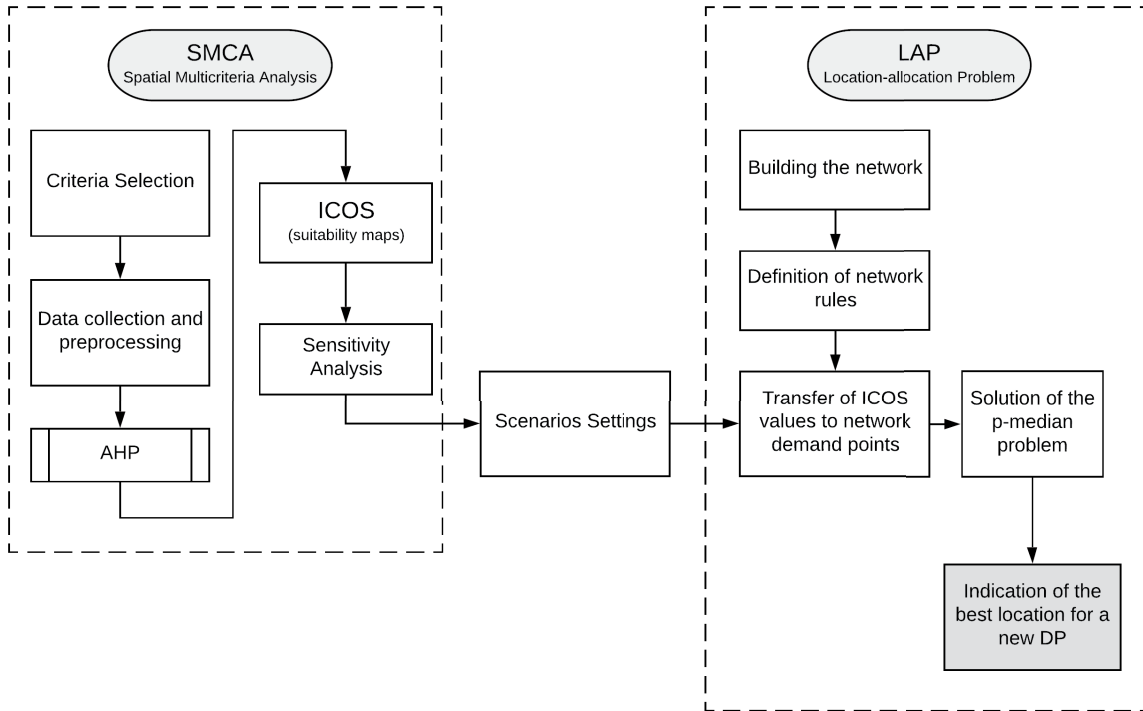 SMCA
Spatial Multicriteria Analysis
Criteria Selection
Data collection and
preprocessing
AHP
ICOS
(suitability maps)
Sensitivity
Analysis
Scenarios Settings
LAP
Location-allocation Problem
Building the network
Definition of network
rules
Transfer of ICOS
values to network
demand points
Solution of the
p-median
problem
Indication of the
best location for a
new DP